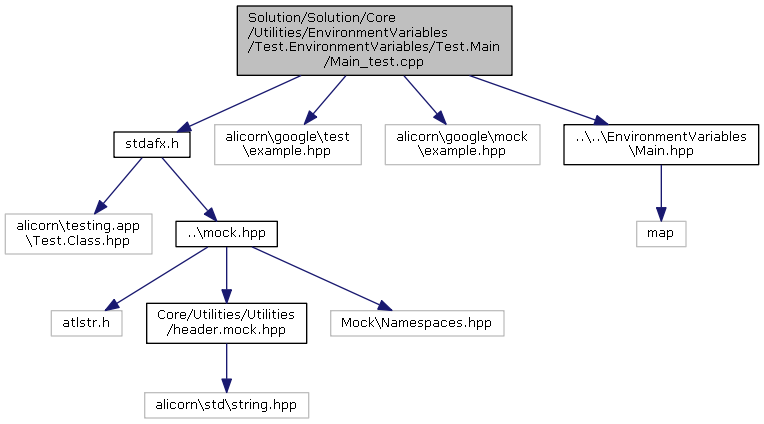 Solution/Solution/Core
/Utilities/EnvironmentVariables
/Test.EnvironmentVariables/Test.Main
/Main_test.cpp
stdafx.h
alicorn\google\test
\example.hpp
alicorn\google\mock
\example.hpp
..\..\EnvironmentVariables
\Main.hpp
alicorn\testing.app
\Test.Class.hpp
..\mock.hpp
map
atlstr.h
Core/Utilities/Utilities
/header.mock.hpp
Mock\Namespaces.hpp
alicorn\std\string.hpp